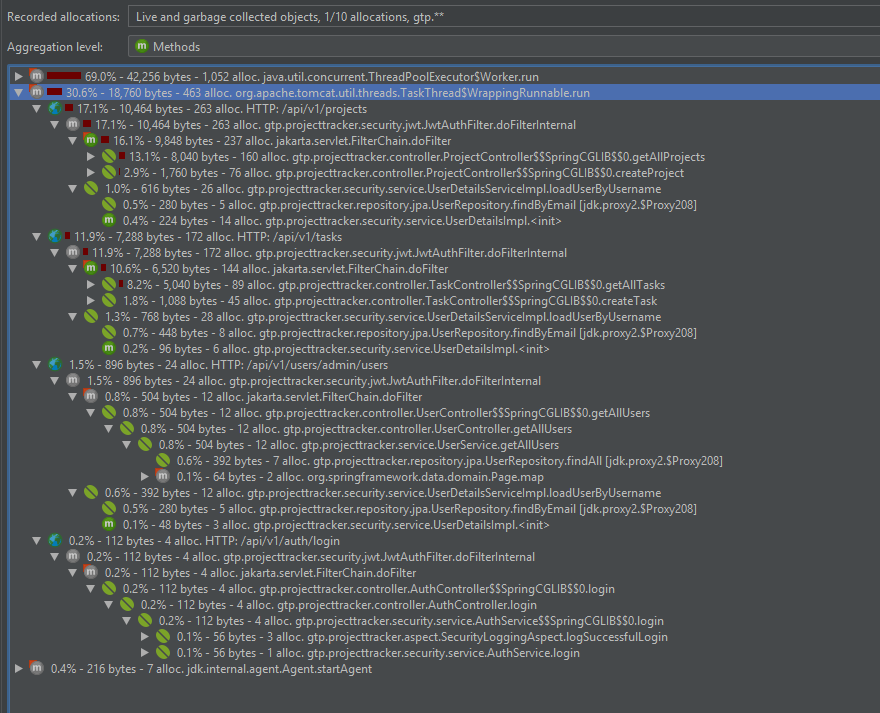 Recorded allocations: Live and garbage collected objects, 1/10 allocations, gtp.**
Aggregation level: m Methods
m 69.0% - 42,256 bytes - 1,052 alloc. java.util.concurrent.ThreadPoolExecutor$Worker.run
m 30.6% - 18,760 bytes - 463 alloc. org.apache.tomcat.util.threads.TaskThread$WrappingRunnable.run
17.1% - 10,464 bytes - 263 alloc. HTTP: /api/v1/projects
m 17.1% - 10,464 bytes - 263 alloc. gtp.projecttracker.security.jwt.JwtAuthFilter.doFilterInternal
m 16.1% - 9,848 bytes - 237 alloc. jakarta.servlet.FilterChain.doFilter
13.1% - 8,040 bytes - 160 alloc. gtp.projecttracker.controller.ProjectController$$SpringCGLIB$$0.getAllProjects
2.9% - 1,760 bytes - 76 alloc. gtp.projecttracker.controller.ProjectController$$SpringCGLIB$$0.createProject
1.0% - 616 bytes - 26 alloc. gtp.projecttracker.security.service.UserDetailsServiceImpl.loadUserByUsername
0.5% - 280 bytes - 5 alloc. gtp.projecttracker.repository.jpa.UserRepository.findByEmail [jdk.proxy2.$Proxy208]
m 0.4% - 224 bytes - 14 alloc. gtp.projecttracker.security.service.UserDetailsImpl.<init>
11.9% - 7,288 bytes - 172 alloc. HTTP: /api/v1/tasks
m 11.9% - 7,288 bytes - 172 alloc. gtp.projecttracker.security.jwt.JwtAuthFilter.doFilterInternal
m 10.6% - 6,520 bytes - 144 alloc. jakarta.servlet.FilterChain.doFilter
8.2% - 5,040 bytes - 89 alloc. gtp.projecttracker.controller.TaskController$$SpringCGLIB$$0.getAllTasks
1.8% - 1,088 bytes - 45 alloc. gtp.projecttracker.controller.TaskController$$SpringCGLIB$$0.createTask
1.3% - 768 bytes - 28 alloc. gtp.projecttracker.security.service.UserDetailsServiceImpl.loadUserByUsername
0.7% - 448 bytes - 8 alloc. gtp.projecttracker.repository.jpa.UserRepository.findByEmail [jdk.proxy2.$Proxy208]
m 0.2% - 96 bytes - 6 alloc. gtp.projecttracker.security.service.UserDetailsImpl.<init>
1.5% - 896 bytes - 24 alloc. HTTP: /api/v1/users/admin/users
m 1.5% - 896 bytes - 24 alloc. gtp.projecttracker.security.jwt.JwtAuthFilter.doFilterInternal
m 0.8% - 504 bytes - 12 alloc. jakarta.servlet.FilterChain.doFilter
0.8% - 504 bytes - 12 alloc. gtp.projecttracker.controller.UserController$$SpringCGLIB$$0.getAllUsers
0.8% - 504 bytes - 12 alloc. gtp.projecttracker.controller.UserController.getAllUsers
0.8% - 504 bytes - 12 alloc. gtp.projecttracker.service.UserService.getAllUsers
0.6% - 392 bytes - 7 alloc. gtp.projecttracker.repository.jpa.UserRepository.findAll [jdk.proxy2.$Proxy208]
m 0.1% - 64 bytes - 2 alloc. org.springframework.data.domain.Page.map
0.6% - 392 bytes - 12 alloc. gtp.projecttracker.security.service.UserDetailsServiceImpl.loadUserByUsername
0.5% - 280 bytes - 5 alloc. gtp.projecttracker.repository.jpa.UserRepository.findByEmail [jdk.proxy2.$Proxy208]
m 0.1% - 48 bytes - 3 alloc. gtp.projecttracker.security.service.UserDetailsImpl.<init>
0.2% - 112 bytes - 4 alloc. HTTP: /api/v1/auth/login
m 0.2% - 112 bytes - 4 alloc. gtp.projecttracker.security.jwt.JwtAuthFilter.doFilterInternal
m 0.2% - 112 bytes - 4 alloc. jakarta.servlet.FilterChain.doFilter
0.2% - 112 bytes - 4 alloc. gtp.projecttracker.controller.AuthController$$SpringCGLIB$$0.login
0.2% - 112 bytes - 4 alloc. gtp.projecttracker.controller.AuthController.login
0.2% - 112 bytes - 4 alloc. gtp.projecttracker.security.service.AuthService$$SpringCGLIB$$0.login
0.1% - 56 bytes - 3 alloc. gtp.projecttracker.aspect.SecurityLoggingAspect.logSuccessfulLogin
0.1% - 56 bytes - 1 alloc. gtp.projecttracker.security.service.AuthService.login
m 0.4% - 216 bytes - 7 alloc. jdk.internal.agent.Agent.startAgent